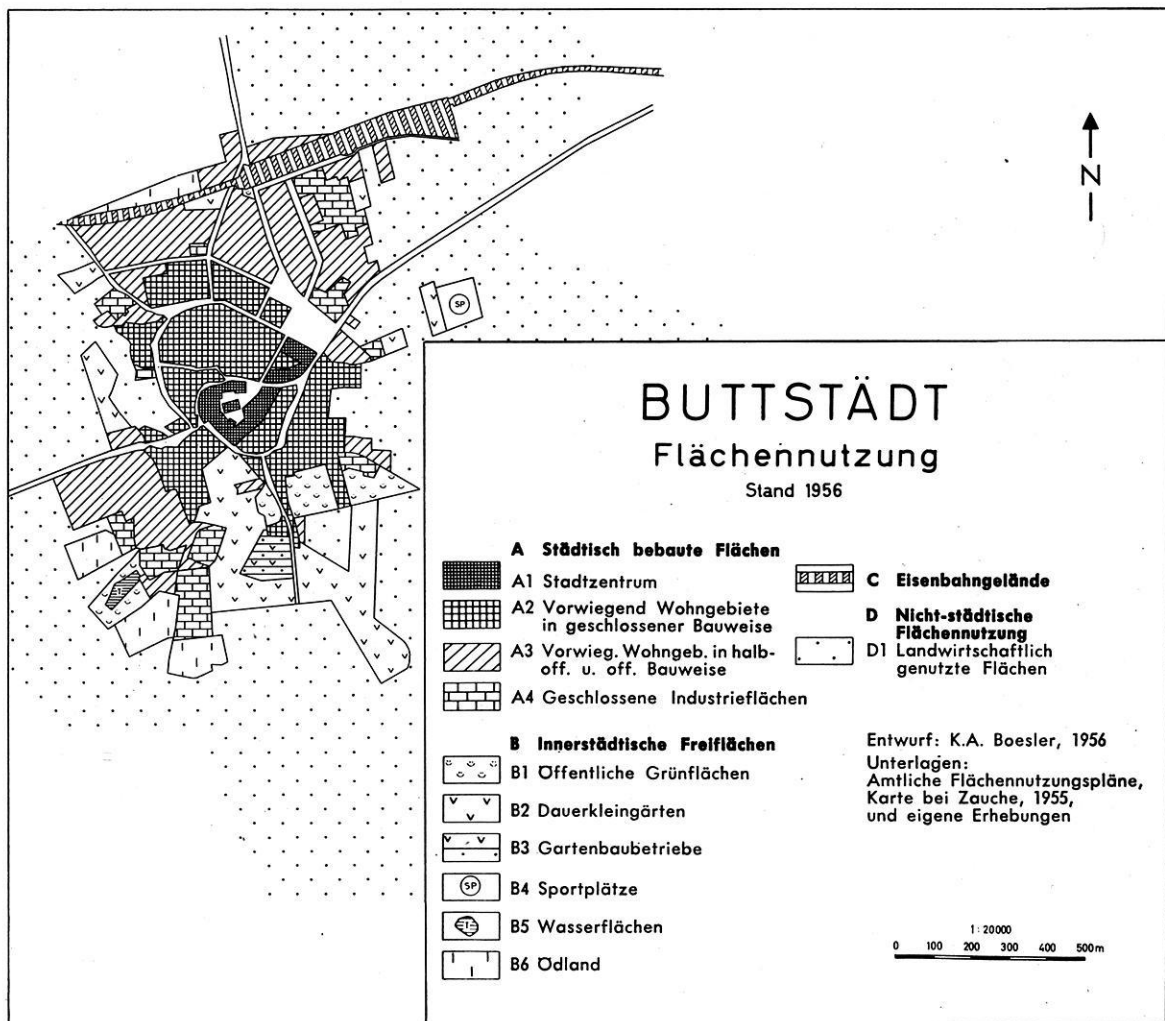 N
SP
T
BUTTSTÄDT
Flächennutzung
Stand 1956
A Städtisch bebaute Flächen
A1 Stadtzentrum
A2 Vorwiegend Wohngebiete
in geschlossener Bauweise
A3 Vorwieg. Wohngeb. in halb-
off. u. off. Bauweise
A4 Geschlossene Industrieflächen
B Innerstädtische Freiflächen
B1 Öffentliche Grünflächen
B2 Dauerkleingärten
B3 Gartenbaubetriebe
SP
B4 Sportplätze
T
B5 Wasserflächen
B6 Ödland
C Eisenbahngelände
D Nicht-städtische
Flächennutzung
D1 Landwirtschaftlich
genutzte Flächen
Entwurf: K.A. Boesler, 1956
Unterlagen:
Amtliche Flächennutzungspläne,
Karte bei Zauche, 1955,
und eigene Erhebungen
1:20000
0 100 200 300 400 500m